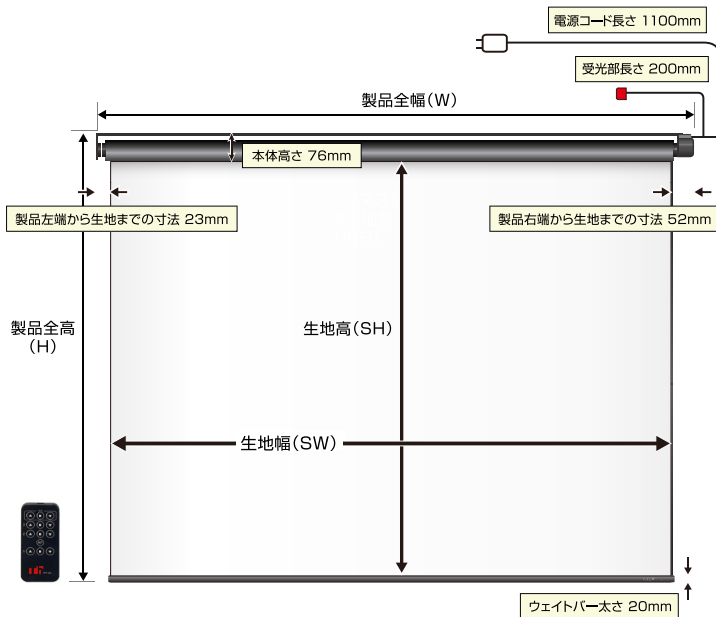 電源コード長さ 1100mm
受光部長さ 200mm
製品全幅(W)
本体高さ 76mm
製品左端から生地までの寸法 23mm
製品右端から生地までの寸法 52mm
製品全高
(H)
生地高(SH)
生地幅(SW)
ウェイトバー太さ 20mm